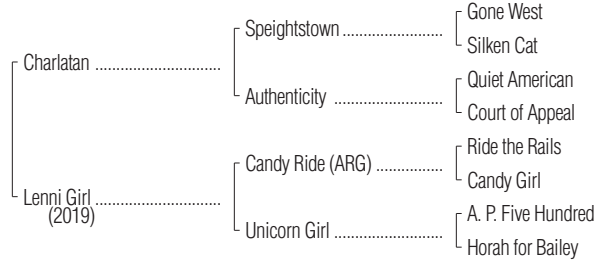 Gone West
Speightstown
Silken Cat
Charlatan
Quiet American
Authenticity
Court of Appeal
Ride the Rails
Candy Ride (ARG)
Candy Girl
Lenni Girl
(2019)
A. P. Five Hundred
Unicorn Girl
Horah for Bailey